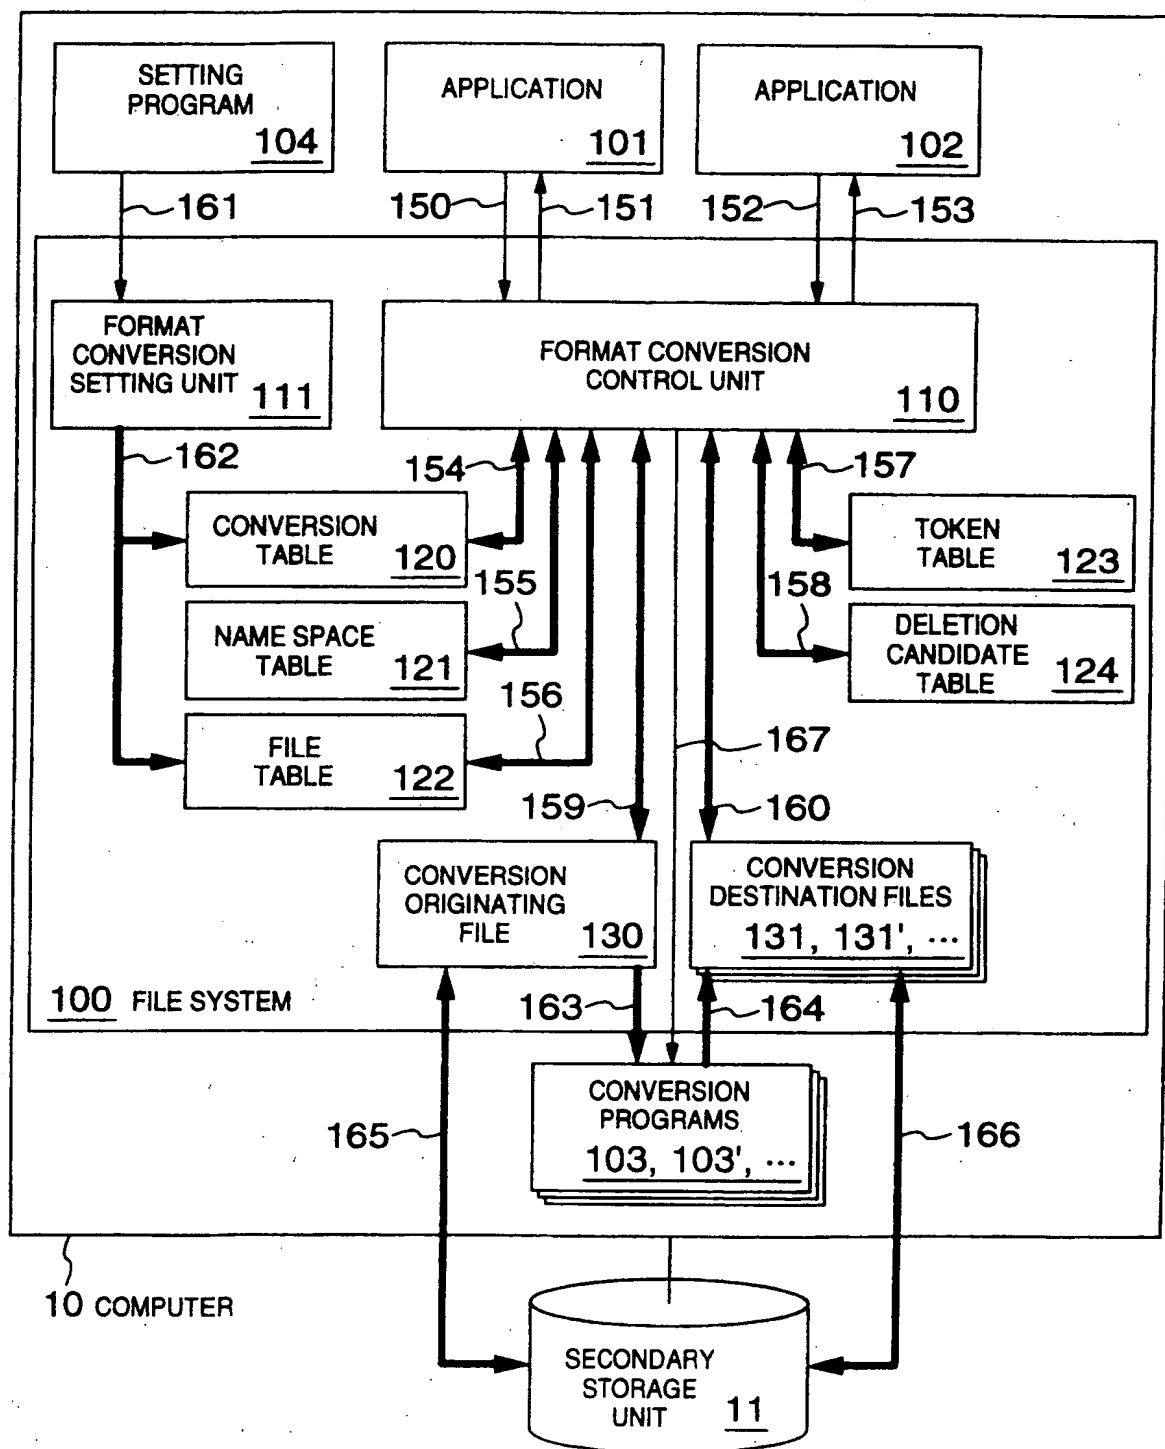 SETTING
PROGRAM
104
APPLICATION
101
APPLICATION
102
161
150
151
152
153
FORMAT
CONVERSION
SETTING UNIT
111
FORMAT CONVERSION
CONTROL UNIT
110
162
154
157
CONVERSION
TABLE
120
TOKEN
TABLE
123
155
158
NAME SPACE
TABLE
121
DELETION
CANDIDATE
TABLE
124
156
FILE
TABLE
122
167
159
160
CONVERSION
ORIGINATING
FILE
130
CONVERSION
DESTINATION FILES
131, 131', ...
100 FILE SYSTEM
163
164
CONVERSION
PROGRAMS
103, 103', ...
165
166
10 COMPUTER
SECONDARY
STORAGE
UNIT
11